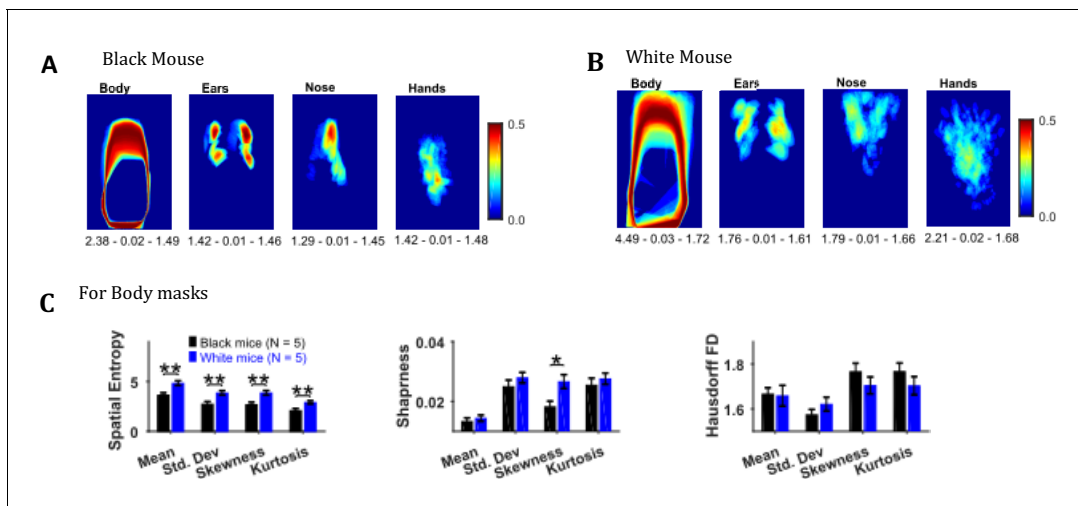 A Black Mouse
Body Ears Nose Hands
0.5
0.0
2.38 - 0.02 - 1.49 1.42 - 0.01 - 1.46 1.29 - 0.01 - 1.45 1.42 - 0.01 - 1.48
B White Mouse
Body Ears Nose Hands
0.5
0.0
4.49 - 0.03 - 1.72 1.76 - 0.01 - 1.61 1.79 - 0.01 - 1.66 2.21 - 0.02 - 1.68
C For Body masks
Spatial Entropy
5
0
Black mice (N = 5)
White mice (N = 5)
** ** ** **
Mean Std. Dev Skewness Kurtosis
Shaprness
0.04
0.02
*
Mean Std. Dev Skewness Kurtosis
Hausdorff FD
1.8
1.6
Mean Std. Dev Skewness Kurtosis